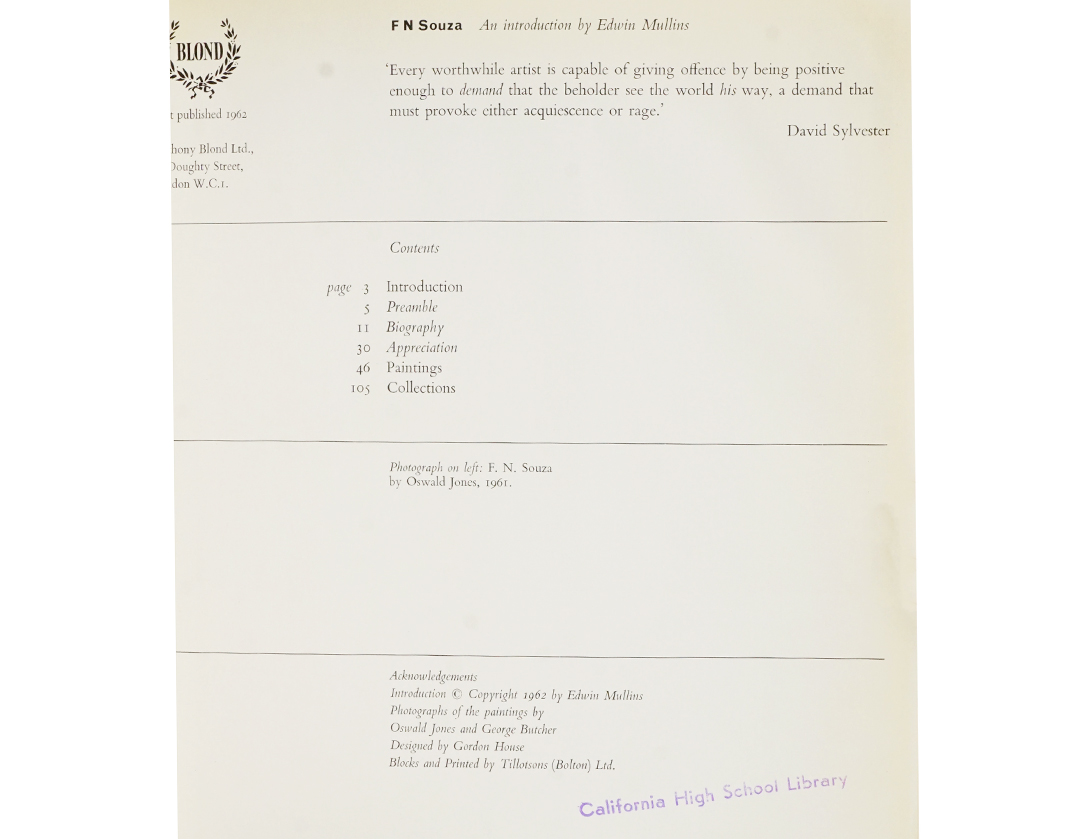 F N Souza An introduction by Edwin Mullins
BLOND
'Every worthwhile artist is capable of giving offence by being positive
enough to demand that the beholder see the world his way, a demand that
must provoke either acquiescence or rage.'
David Sylvester
t published 1962
hony Blond Ltd.,
Doughty Street,
don W.C.1.
Contents
page 3 Introduction
5 Preamble
11 Biography
30 Appreciation
46 Paintings
105 Collections
Photograph on left: F. N. Souza
by Oswald Jones, 1961.
Acknowledgements
Introduction © Copyright 1962 by Edwin Mullins
Photographs of the paintings by
Oswald Jones and George Butcher
Designed by Gordon House
Blocks and Printed by Tillotsons (Bolton) Ltd.
California High School Library